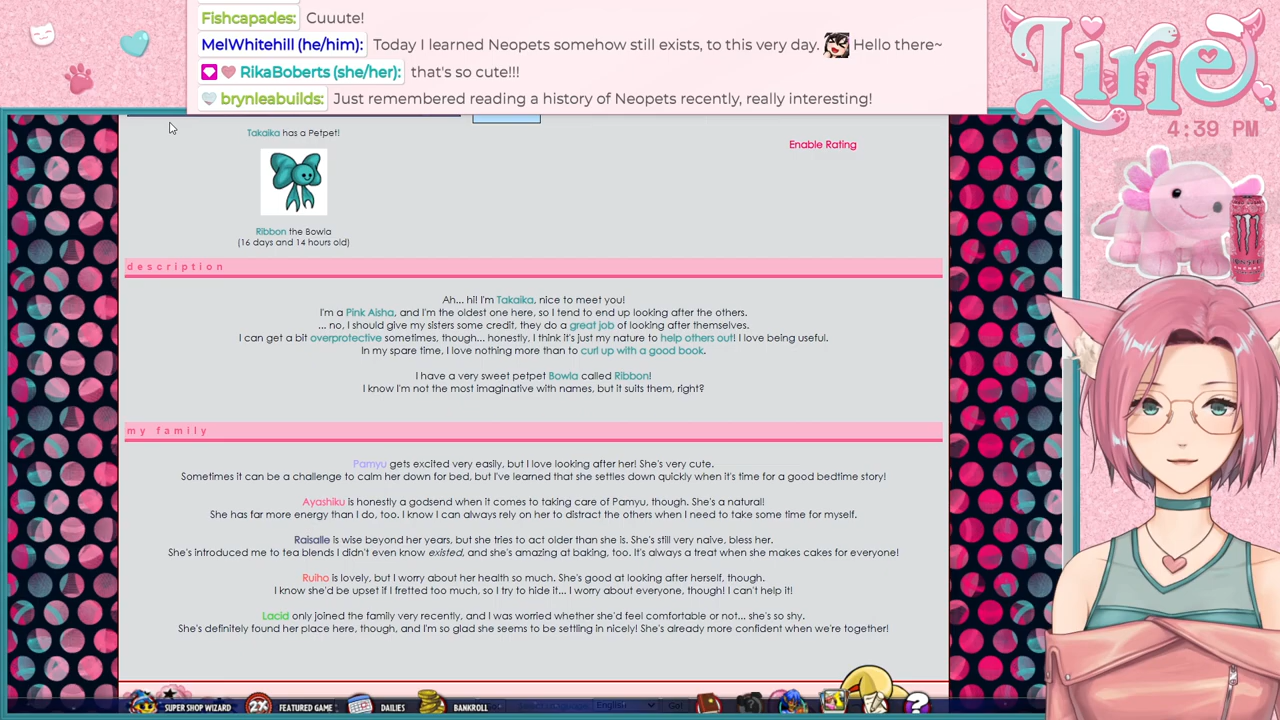 Fishcapades: Cuuute!
MelWhitehill (he/him): Today I learned Neopets somehow still exists, to this very day. Hello there~
RikaBoberts (she/her): that's so cute!!!
brynleabuilds: Just remembered reading a history of Neopets recently, really interesting!
Lirie
4:39 PM
Takaika has a Petpet!
Enable Rating
Ribbon the Bowla
(16 days and 14 hours old)
description
Ah... hi! I'm Takaika, nice to meet you!
I'm a Pink Aisha, and I'm the oldest one here, so I tend to end up looking after the others.
... no, I should give my sisters some credit, they do a great job of looking after themselves.
I can get a bit overprotective sometimes, though... honestly, I think it's just my nature to help others out! I love being useful.
In my spare time, I love nothing more than to curl up with a good book.
I have a very sweet petpet Bowla called Ribbon!
I know I'm not the most imaginative with names, but it suits them, right?
my family
Pamyu gets excited very easily, but I love looking after her! She's very cute.
Sometimes it can be a challenge to calm her down for bed, but I've learned that she settles down quickly when it's time for a good bedtime story!
Ayashiku is honestly a godsend when it comes to taking care of Pamyu, though. She's a natural!
She has far more energy than I do, too. I know I can always rely on her to distract the others when I need to take some time for myself.
Raisalle is wise beyond her years, but she tries to act older than she is. She's still very naive, bless her.
She's introduced me to tea blends I didn't even know existed, and she's amazing at baking, too. It's always a treat when she makes cakes for everyone!
Ruiho is lovely, but I worry about her health so much. She's good at looking after herself, though.
I know she'd be upset if I fretted too much, so I try to hide it... I worry about everyone, though! I can't help it!
Lacid only joined the family very recently, and I was worried whether she'd feel comfortable or not... she's so shy.
She's definitely found her place here, though, and I'm so glad she seems to be settling in nicely! She's already more confident when we're together!
SUPER SHOP WIZARD
2X
FEATURED GAME
DAILIES
BANKROLL
Select Language
English
Go!
?